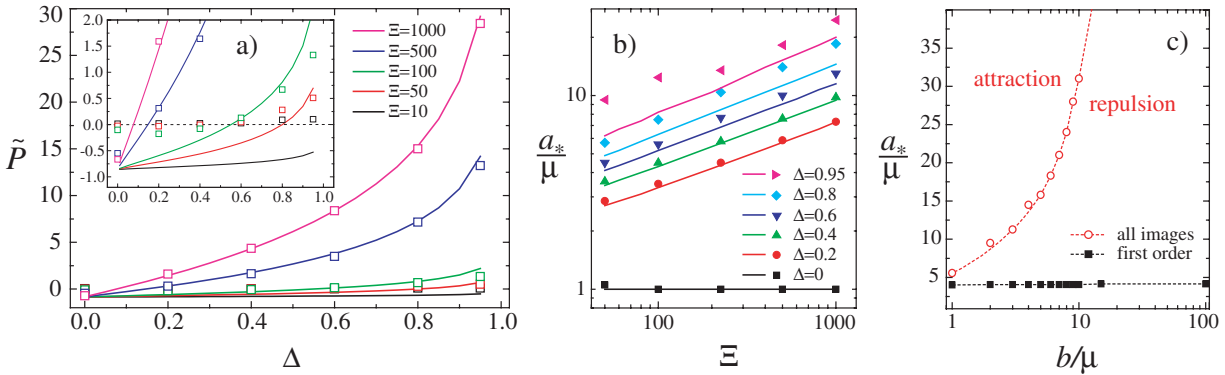 a)
P̃
30
25
20
15
10
5
0
0.0 0.2 0.4 0.6 0.8 1.0
Δ
2.0
1.5
1.0
0.5
0.0
-0.5
-1.0
0.0 0.2 0.4 0.6 0.8 1.0
Ξ=1000
Ξ=500
Ξ=100
Ξ=50
Ξ=10
b)
a*/μ
10
1
100 1000
Ξ
Δ=0.95
Δ=0.8
Δ=0.6
Δ=0.4
Δ=0.2
Δ=0
c)
a*/μ
35
30
25
20
15
10
5
1 10 100
b/μ
attraction
repulsion
all images
first order